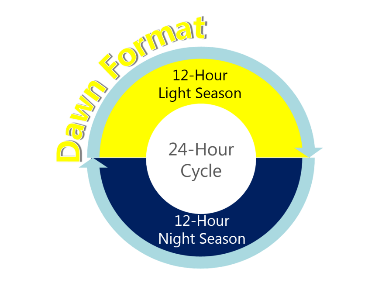 Dawn Format
12-Hour
Light Season
24-Hour
Cycle
12-Hour
Night Season